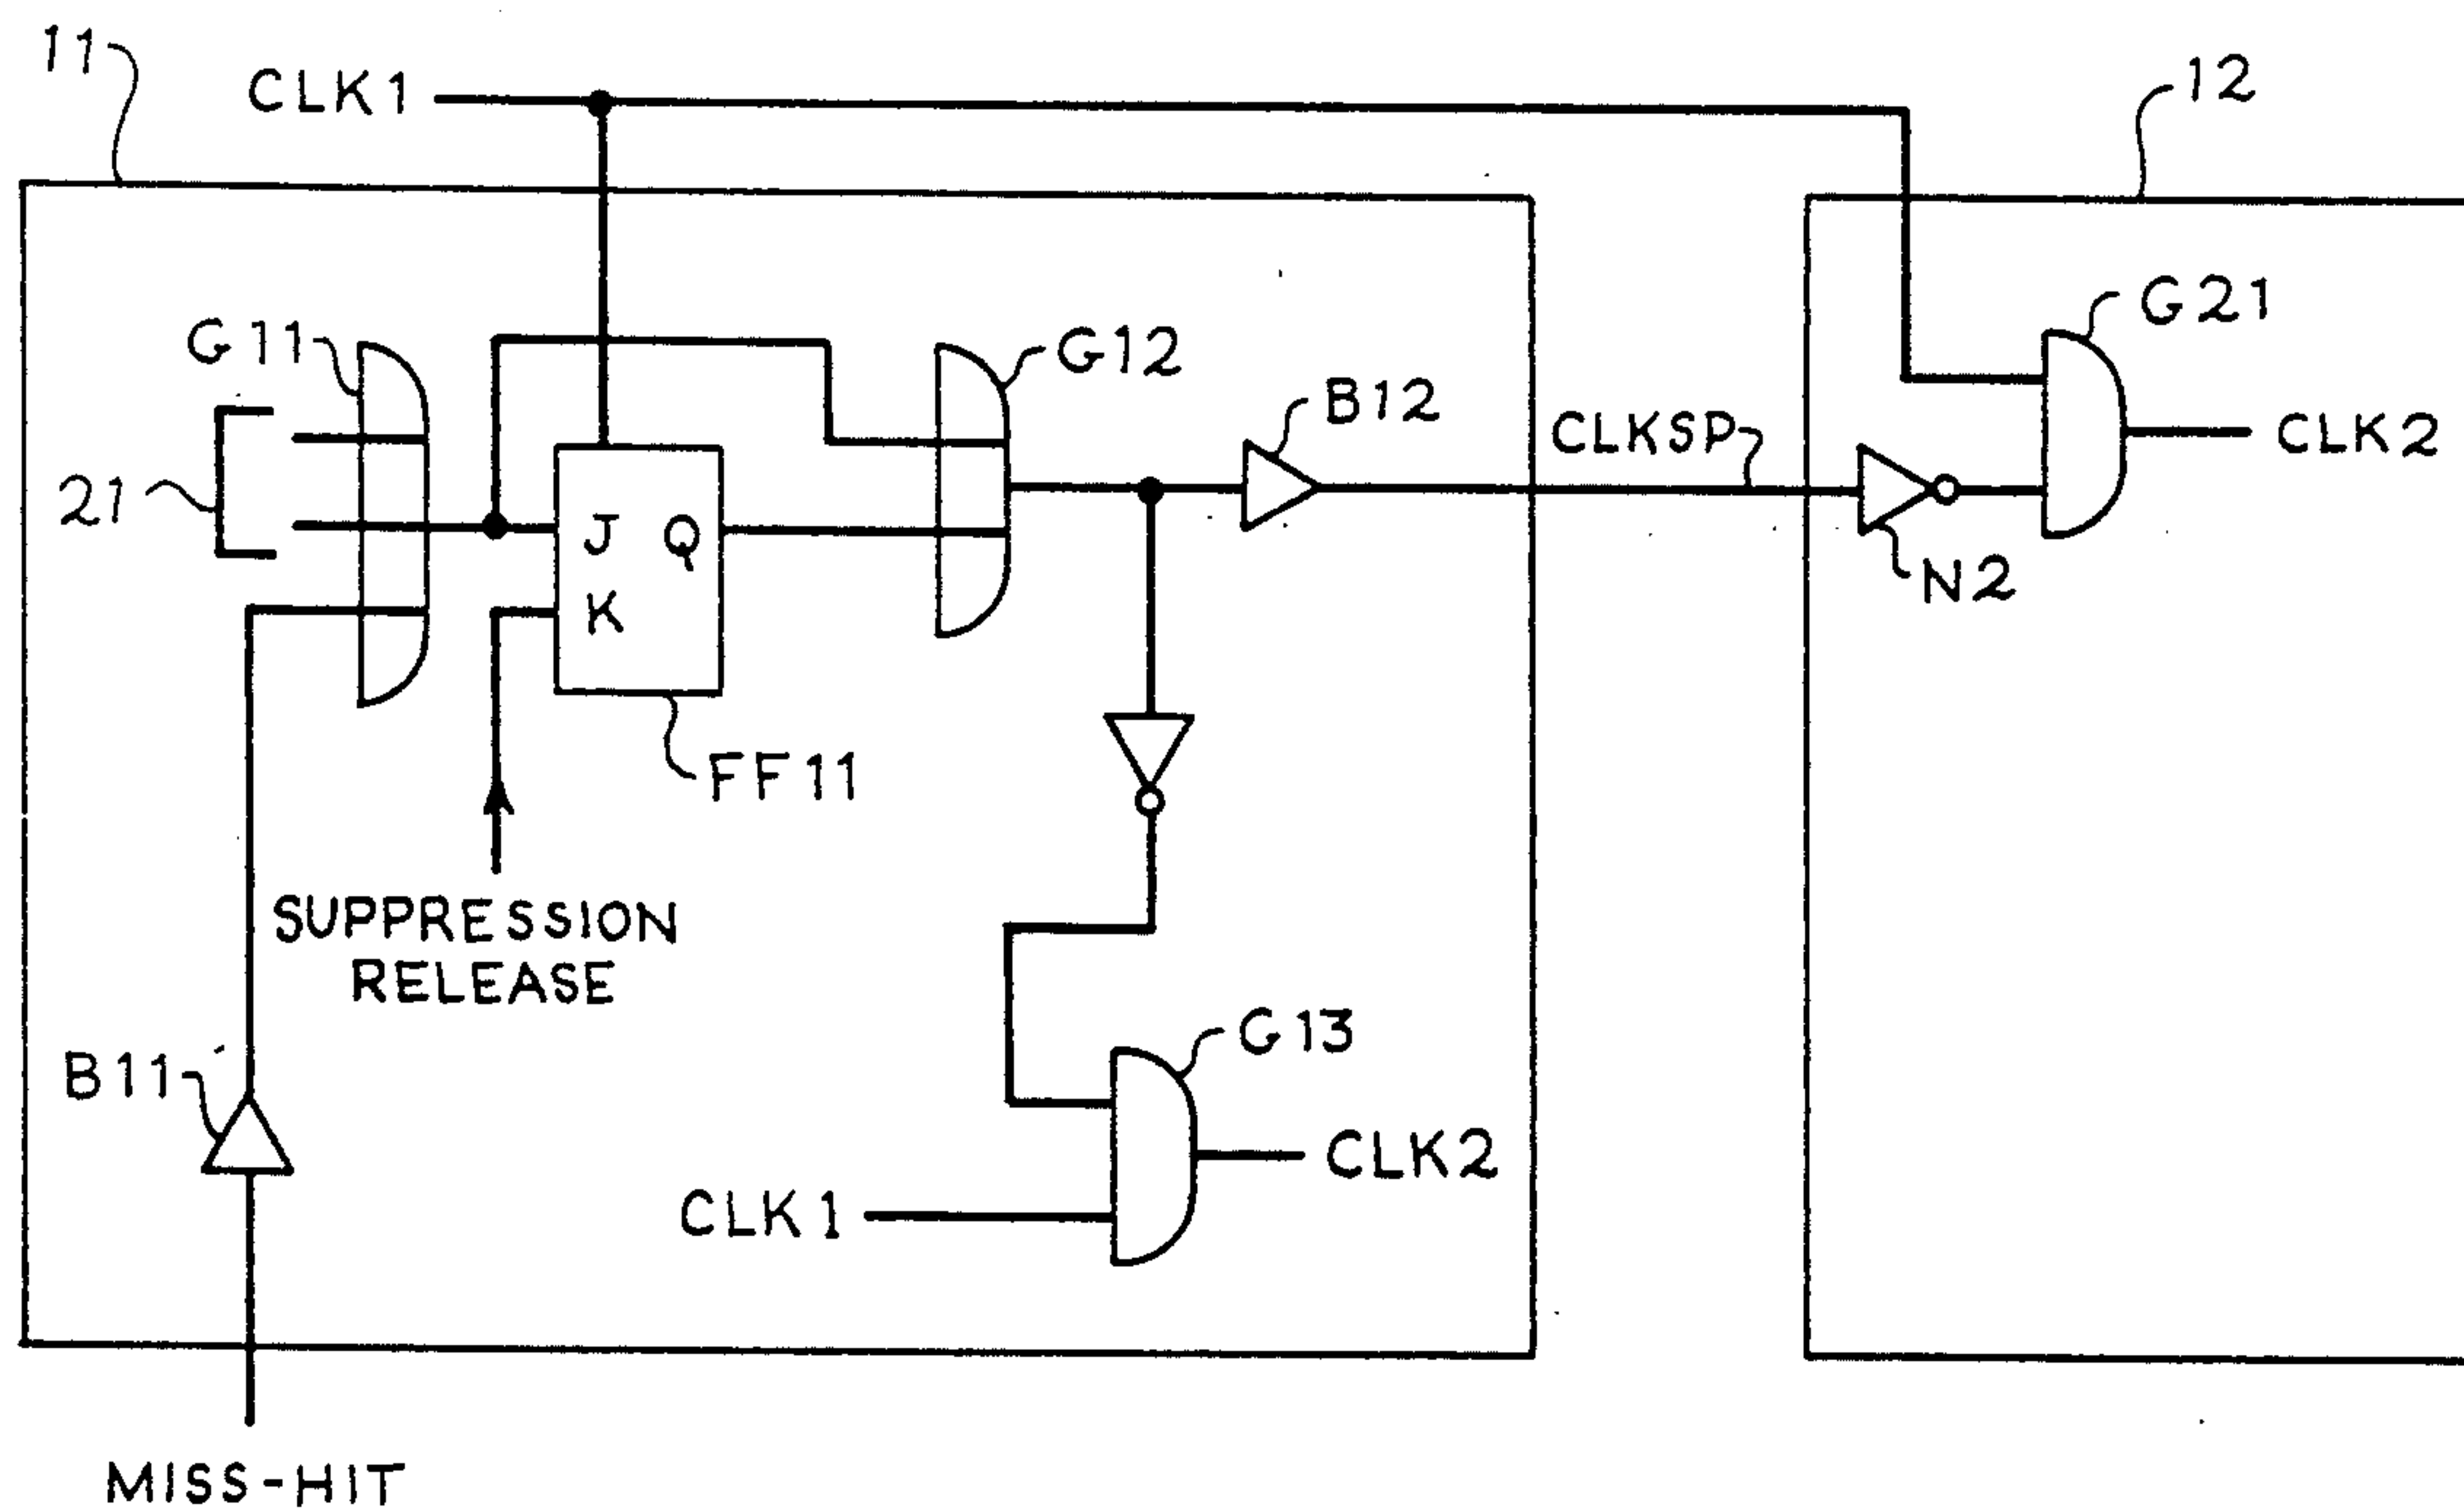 11
CLK1
12
G11
G12
G21
B12
CLKSP
CLK2
21
J Q
K
N2
FF11
SUPPRESSION
RELEASE
G13
B11
CLK2
CLK1
MISS-HIT